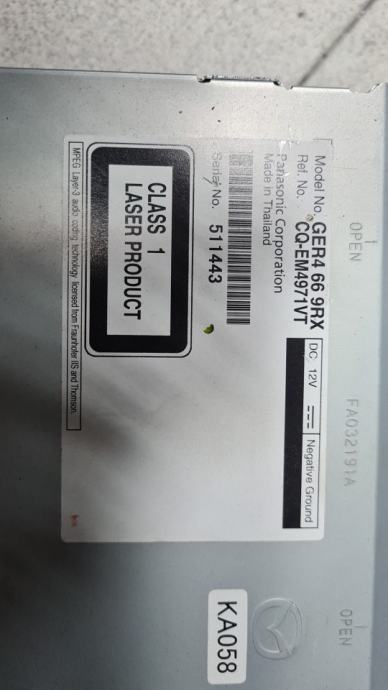 OPEN
FA032191A
OPEN
Model No. GER4 66 9RX
Ref. No. CQ-EM4971VT
DC 12V
Negative Ground
Panasonic Corporation
Made in Thailand
Serial No. 511443
CLASS 1
LASER PRODUCT
MPEG Layer-3 audio coding technology licensed from Fraunhofer IIS and Thomson.
KA058